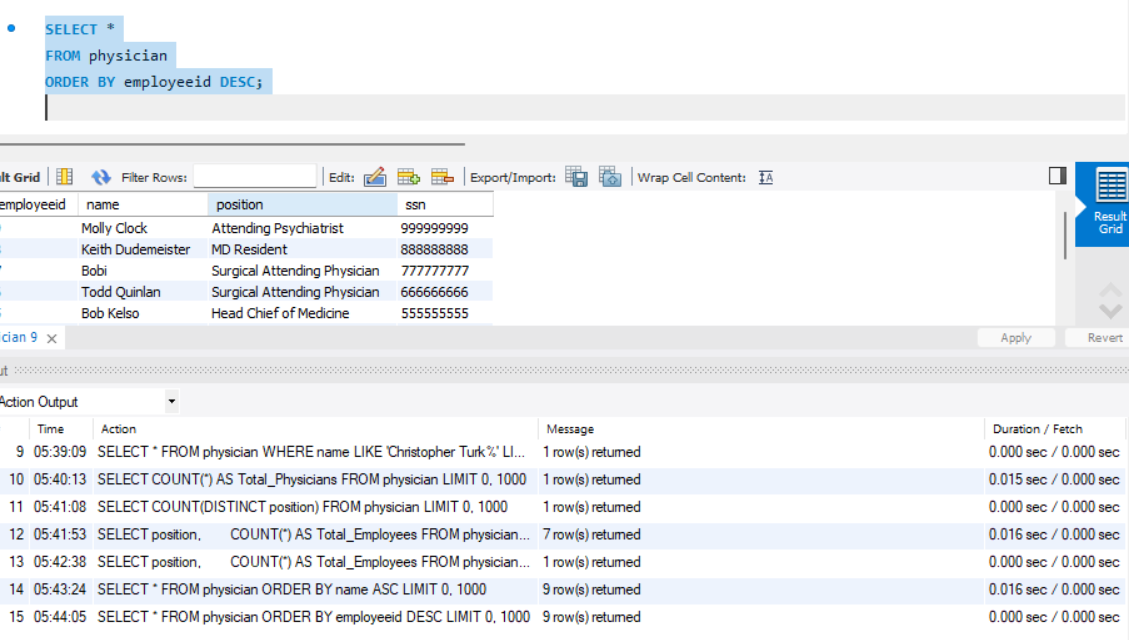 SELECT *
FROM physician
ORDER BY employeeid DESC;
lt Grid Filter Rows: Edit: Export/Import: Wrap Cell Content: IA
Result
Grid
employeeid name position ssn
Molly Clock Attending Psychiatrist 999999999
Keith Dudemeister MD Resident 888888888
Bobi Surgical Attending Physician 777777777
Todd Quinlan Surgical Attending Physician 666666666
Bob Kelso Head Chief of Medicine 555555555
ician 9 Apply Revert
ut
Action Output
Time Action Message Duration / Fetch
9 05:39:09 SELECT * FROM physician WHERE name LIKE 'Christopher Turk%' LI... 1 row(s) returned 0.000 sec / 0.000 sec
10 05:40:13 SELECT COUNT(*) AS Total_Physicians FROM physician LIMIT 0, 1000 1 row(s) returned 0.015 sec / 0.000 sec
11 05:41:08 SELECT COUNT(DISTINCT position) FROM physician LIMIT 0, 1000 1 row(s) returned 0.000 sec / 0.000 sec
12 05:41:53 SELECT position, COUNT(*) AS Total_Employees FROM physician... 7 row(s) returned 0.016 sec / 0.000 sec
13 05:42:38 SELECT position, COUNT(*) AS Total_Employees FROM physician... 1 row(s) returned 0.000 sec / 0.000 sec
14 05:43:24 SELECT * FROM physician ORDER BY name ASC LIMIT 0, 1000 9 row(s) returned 0.016 sec / 0.000 sec
15 05:44:05 SELECT * FROM physician ORDER BY employeeid DESC LIMIT 0, 1000 9 row(s) returned 0.000 sec / 0.000 sec